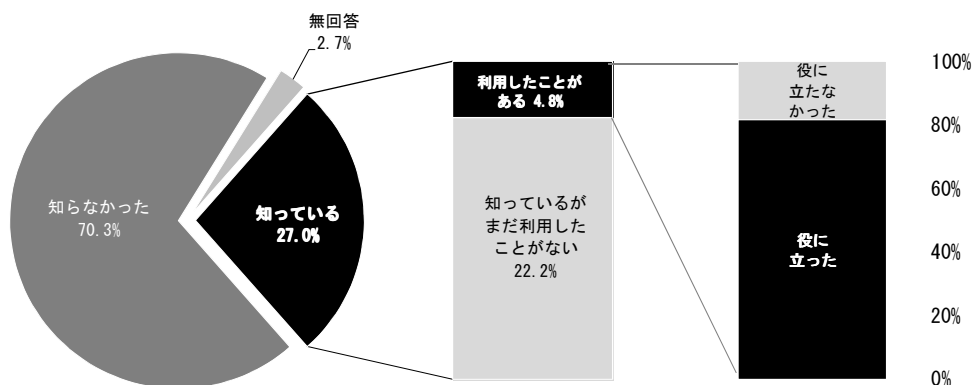 無回答
2.7%
知らなかった
70.3%
知っている
27.0%
利用したことが
ある 4.8%
知っているが
まだ利用した
ことがない
22.2%
役に
立たな
かった
役に
立った
100%
80%
60%
40%
20%
0%